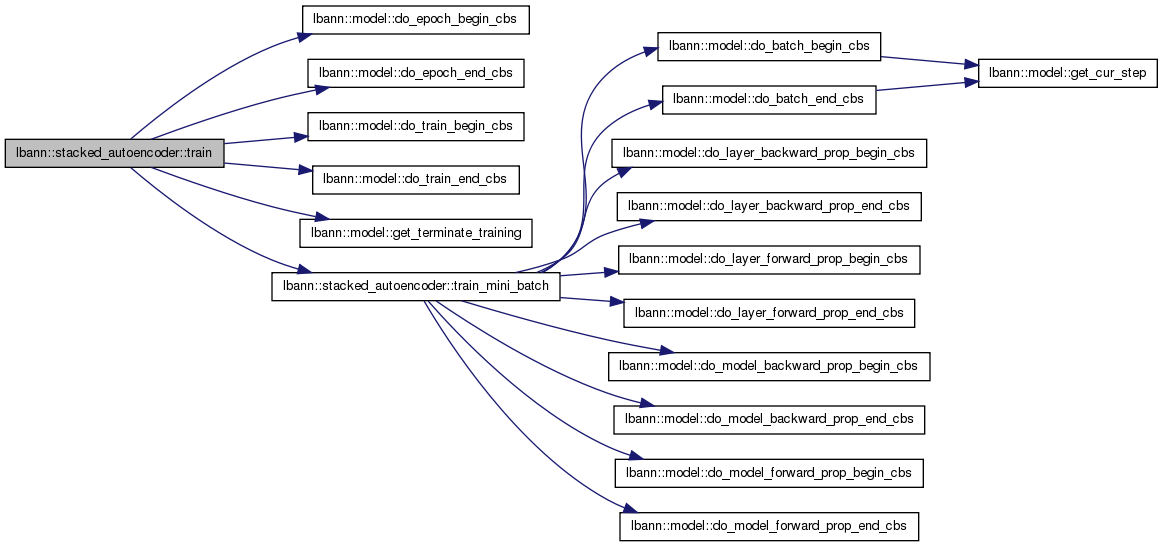 lbann::stacked_autoencoder::train
lbann::model::do_epoch_begin_cbs
lbann::model::do_epoch_end_cbs
lbann::model::do_train_begin_cbs
lbann::model::do_train_end_cbs
lbann::model::get_terminate_training
lbann::stacked_autoencoder::train_mini_batch
lbann::model::do_batch_begin_cbs
lbann::model::do_batch_end_cbs
lbann::model::do_layer_backward_prop_begin_cbs
lbann::model::do_layer_backward_prop_end_cbs
lbann::model::do_layer_forward_prop_begin_cbs
lbann::model::do_layer_forward_prop_end_cbs
lbann::model::do_model_backward_prop_begin_cbs
lbann::model::do_model_backward_prop_end_cbs
lbann::model::do_model_forward_prop_begin_cbs
lbann::model::do_model_forward_prop_end_cbs
lbann::model::get_cur_step